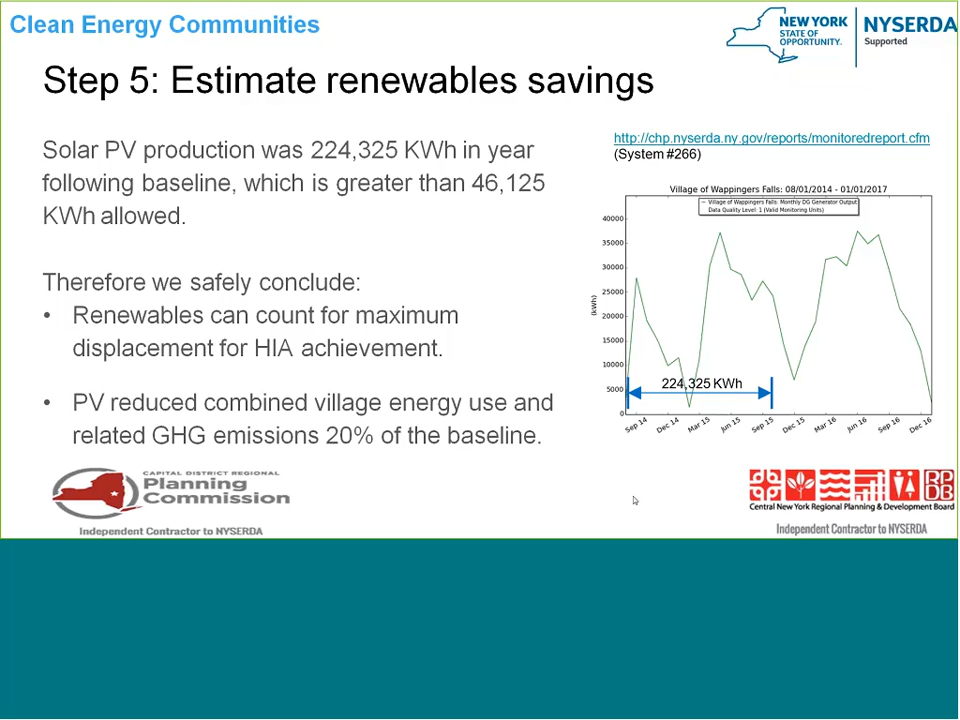 Clean Energy Communities
NEW YORK
STATE OF
OPPORTUNITY.
NYSERDA
Supported
Step 5: Estimate renewables savings
Solar PV production was 224,325 KWh in year
following baseline, which is greater than 46,125
KWh allowed.
Therefore we safely conclude:
• Renewables can count for maximum
displacement for HIA achievement.
• PV reduced combined village energy use and
related GHG emissions 20% of the baseline.
http://chp.nyserda.ny.gov/reports/monitoredreport.cfm
(System #266)
Village of Wappingers Falls: 08/01/2014 - 01/01/2017
Village of Wappingers Falls: Monthly DG Generator Output
Data Quality Level: 1 (Valid Monitoring Units)
40000
35000
30000
25000
20000
15000
10000
5000
0
(kWh)
224,325 KWh
Sep 14 Dec 14 Mar 15 Jun 15 Sep 15 Dec 15 Mar 16 Jun 16 Sep 16 Dec 16
CAPITAL DISTRICT REGIONAL
Planning
Commission
Independent Contractor to NYSERDA
RP
DB
Central New York Regional Planning & Development Board
Independent Contractor to NYSERDA